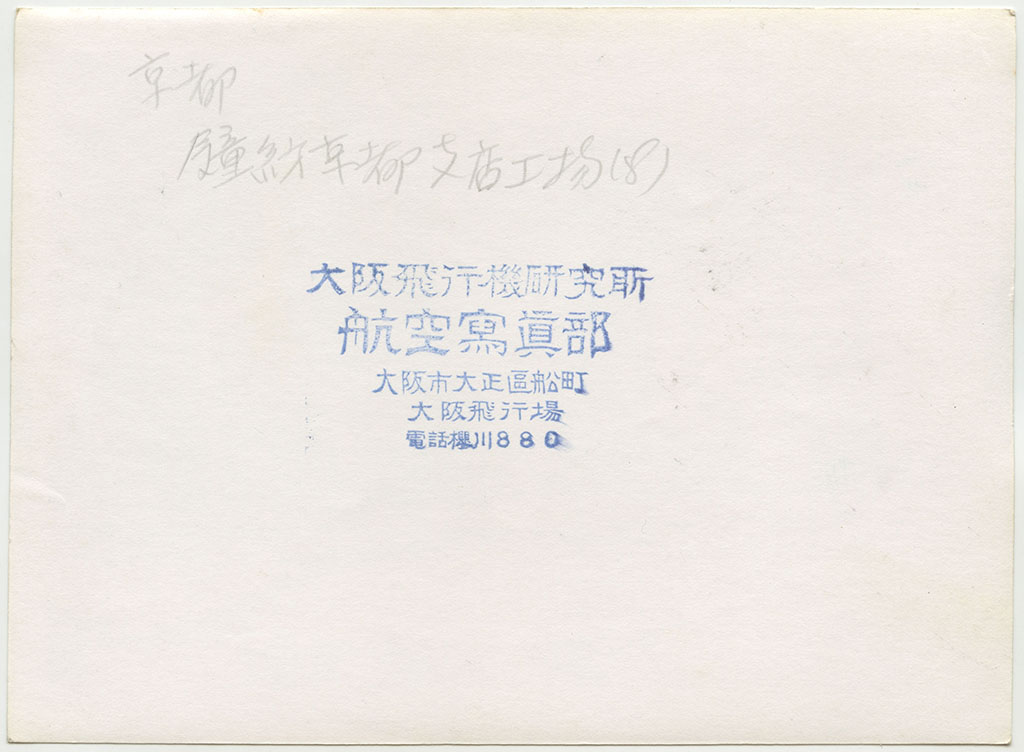 京都
鐘紡京都支店工場(8)
大阪飛行機研究所
航空寫眞部
大阪市大正區船町
大阪飛行場
電話櫻川880